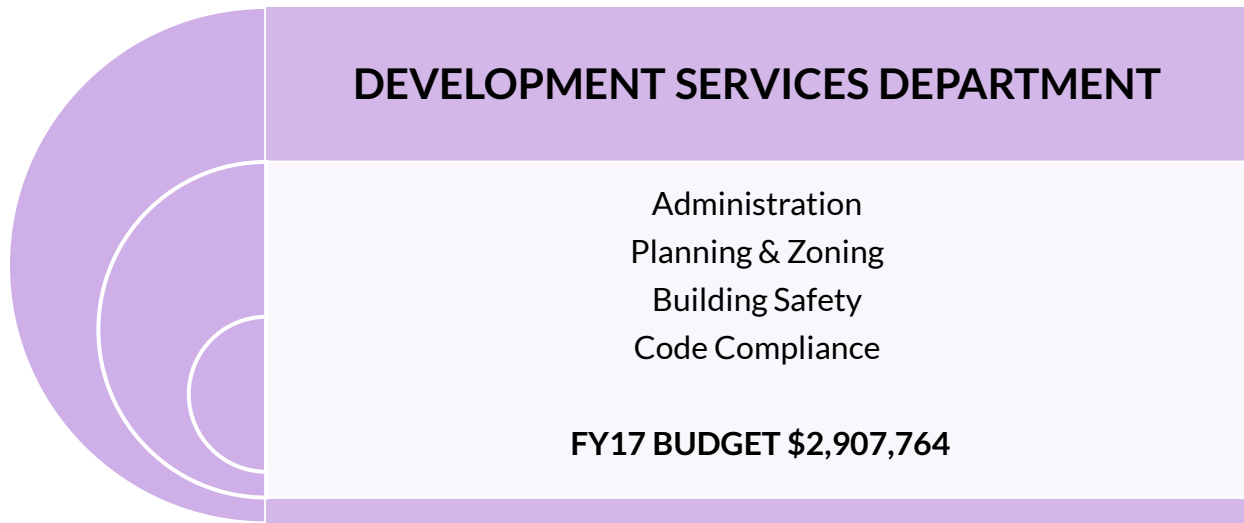 DEVELOPMENT SERVICES DEPARTMENT
Administration
Planning & Zoning
Building Safety
Code Compliance
FY17 BUDGET $2,907,764